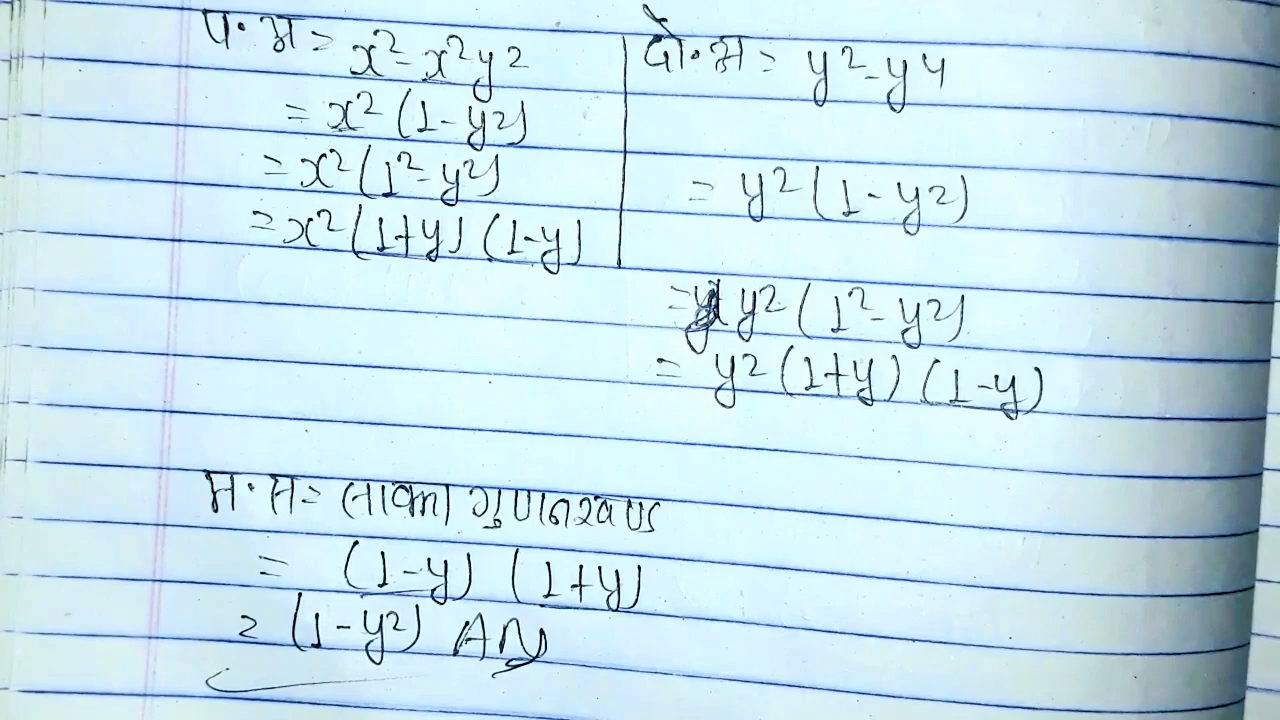 प.अ = x² - x²y²
= x² (1 - y²)
= x² (1² - y²)
= x² (1+y) (1-y)
दो.अ = y² - y4
= y² (1 - y²)
= y² (1² - y²)
= y² (1+y) (1-y)
म.स = साझा गुणनखण्ड
= (1-y) (1+y)
= (1 - y²) Ans